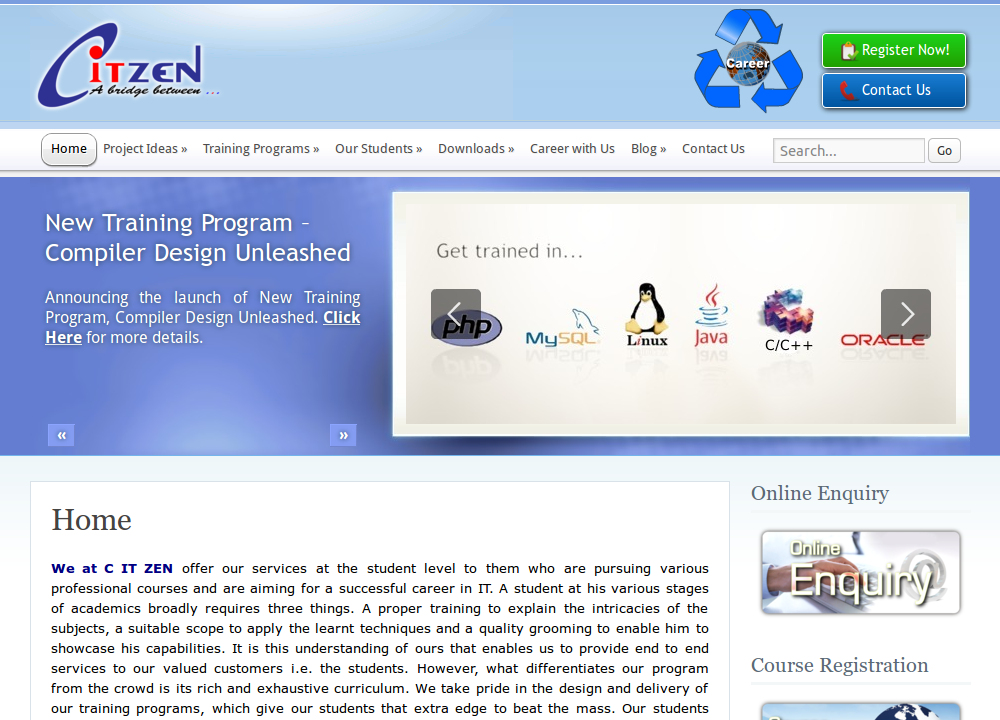 CITZEN
A bridge between ...
Career
Register Now!
Contact Us
Home Project Ideas » Training Programs » Our Students » Downloads » Career with Us Blog » Contact Us Search... Go
New Training Program –
Compiler Design Unleashed
Announcing the launch of New Training
Program, Compiler Design Unleashed. Click
Here for more details.
« »
Get trained in...
php
MySQL
Linux
Java
C/C++
ORACLE
Home
We at C IT ZEN offer our services at the student level to them who are pursuing various
professional courses and are aiming for a successful career in IT. A student at his various stages
of academics broadly requires three things. A proper training to explain the intricacies of the
subjects, a suitable scope to apply the learnt techniques and a quality grooming to enable him to
showcase his capabilities. It is this understanding of ours that enables us to provide end to end
services to our valued customers i.e. the students. However, what differentiates our program
from the crowd is its rich and exhaustive curriculum. We take pride in the design and delivery of
our training programs, which give our students that extra edge to beat the mass. Our students
Online Enquiry
Online
Enquiry
@
Course Registration